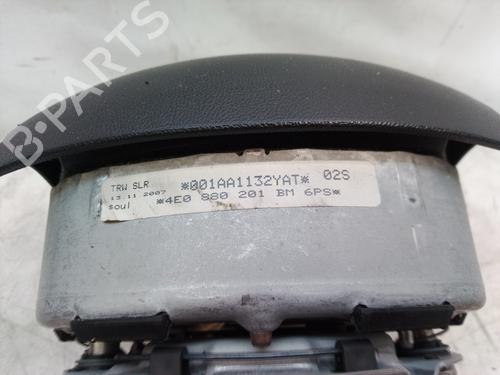 B-PARTS
TRW SLR *001AA1132YAT* 02S
13.11 2007
soul *4E0 880 201 BM 6PS*